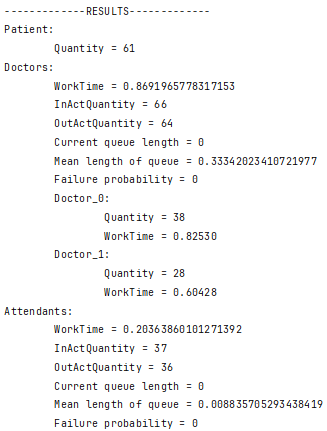 -------------RESULTS-------------
Patient:
Quantity = 61
Doctors:
WorkTime = 0.8691965778317153
InActQuantity = 66
OutActQuantity = 64
Current queue length = 0
Mean length of queue = 0.33342023410721977
Failure probability = 0
Doctor_0:
Quantity = 38
WorkTime = 0.82530
Doctor_1:
Quantity = 28
WorkTime = 0.60428
Attendants:
WorkTime = 0.20363860101271392
InActQuantity = 37
OutActQuantity = 36
Current queue length = 0
Mean length of queue = 0.008835705293438419
Failure probability = 0